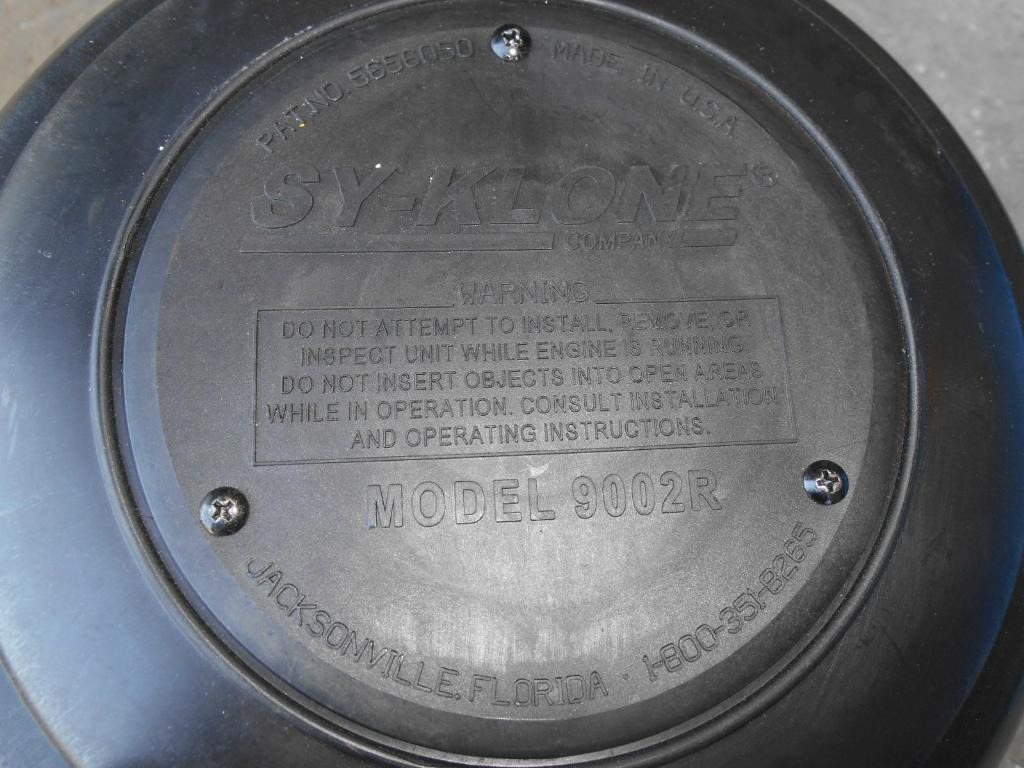 PAT.NO. 5656050
MADE IN U.S.A.
SY-KLONE®
COMPANY
WARNING
DO NOT ATTEMPT TO INSTALL, REMOVE OR
INSPECT UNIT WHILE ENGINE IS RUNNING.
DO NOT INSERT OBJECTS INTO OPEN AREAS
WHILE IN OPERATION. CONSULT INSTALLATION
AND OPERATING INSTRUCTIONS.
MODEL 9002R
JACKSONVILLE, FLORIDA · 1-800-351-8265